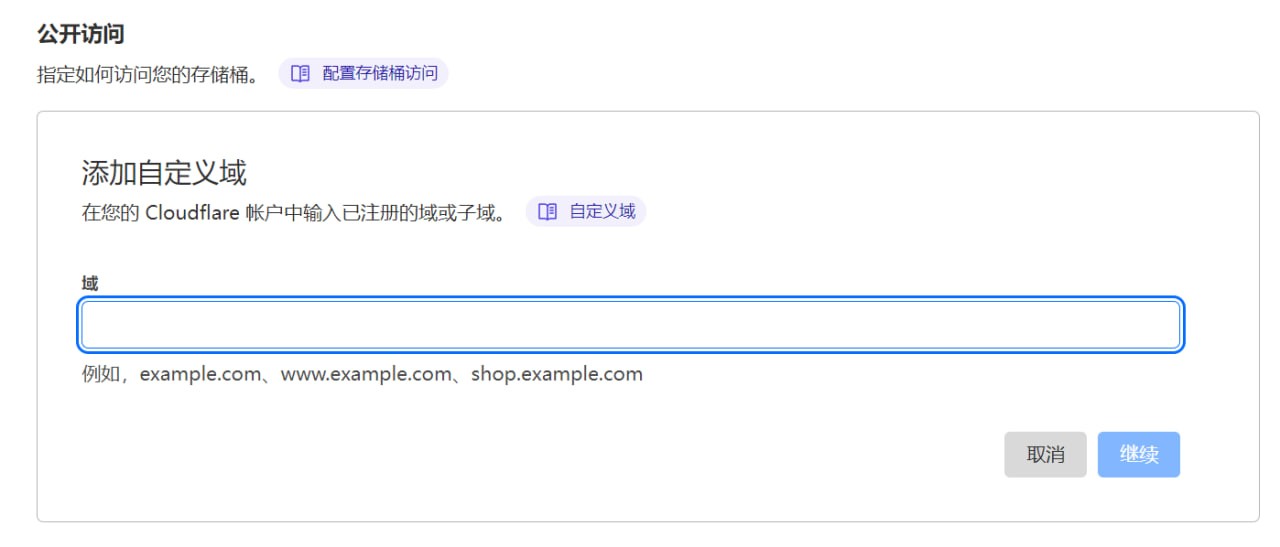 公开访问
指定如何访问您的存储桶。 配置存储桶访问
添加自定义域
在您的 Cloudflare 帐户中输入已注册的域或子域。 自定义域
域
例如，example.com、www.example.com、shop.example.com
取消 继续